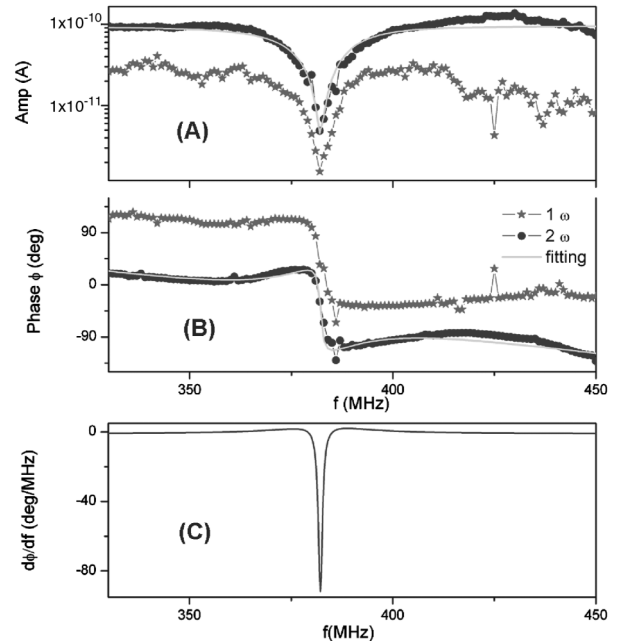 Amp (A)
1x10⁻¹⁰
1x10⁻¹¹
(A)
Phase ϕ (deg)
90
0
-90
1 ω
2 ω
fitting
(B)
350
400
450
f (MHz)
dϕ/df (deg/MHz)
0
-40
-80
(C)
350
400
450
f(MHz)